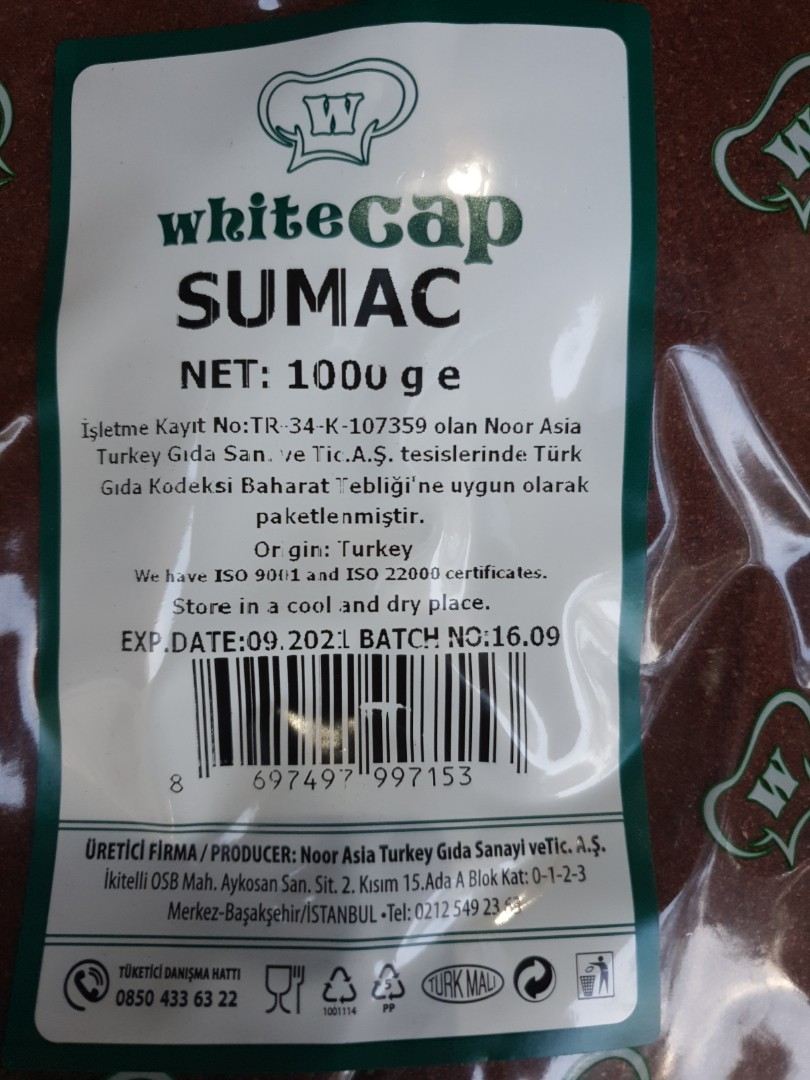 W
whitecap
SUMAC
NET: 1000 g e
İşletme Kayıt No:TR-34-K-107359 olan Noor Asia
Turkey Gıda San. ve Tic.A.Ş. tesislerinde Türk
Gıda Kodeksi Baharat Tebliği'ne uygun olarak
paketlenmiştir.
Origin: Turkey
We have ISO 9001 and ISO 22000 certificates.
Store in a cool and dry place.
EXP.DATE:09.2021 BATCH NO:16.09
8 697497 997153
ÜRETİCİ FİRMA / PRODUCER: Noor Asia Turkey Gıda Sanayi veTic. A.Ş.
İkitelli OSB Mah. Aykosan San. Sit. 2. Kısım 15.Ada A Blok Kat: 0-1-2-3
Merkez-Başakşehir/İSTANBUL •Tel: 0212 549 23
TÜKETİCİ DANIŞMA HATTI
0850 433 63 22
1001114
5
PP
TÜRK MALI
W
W